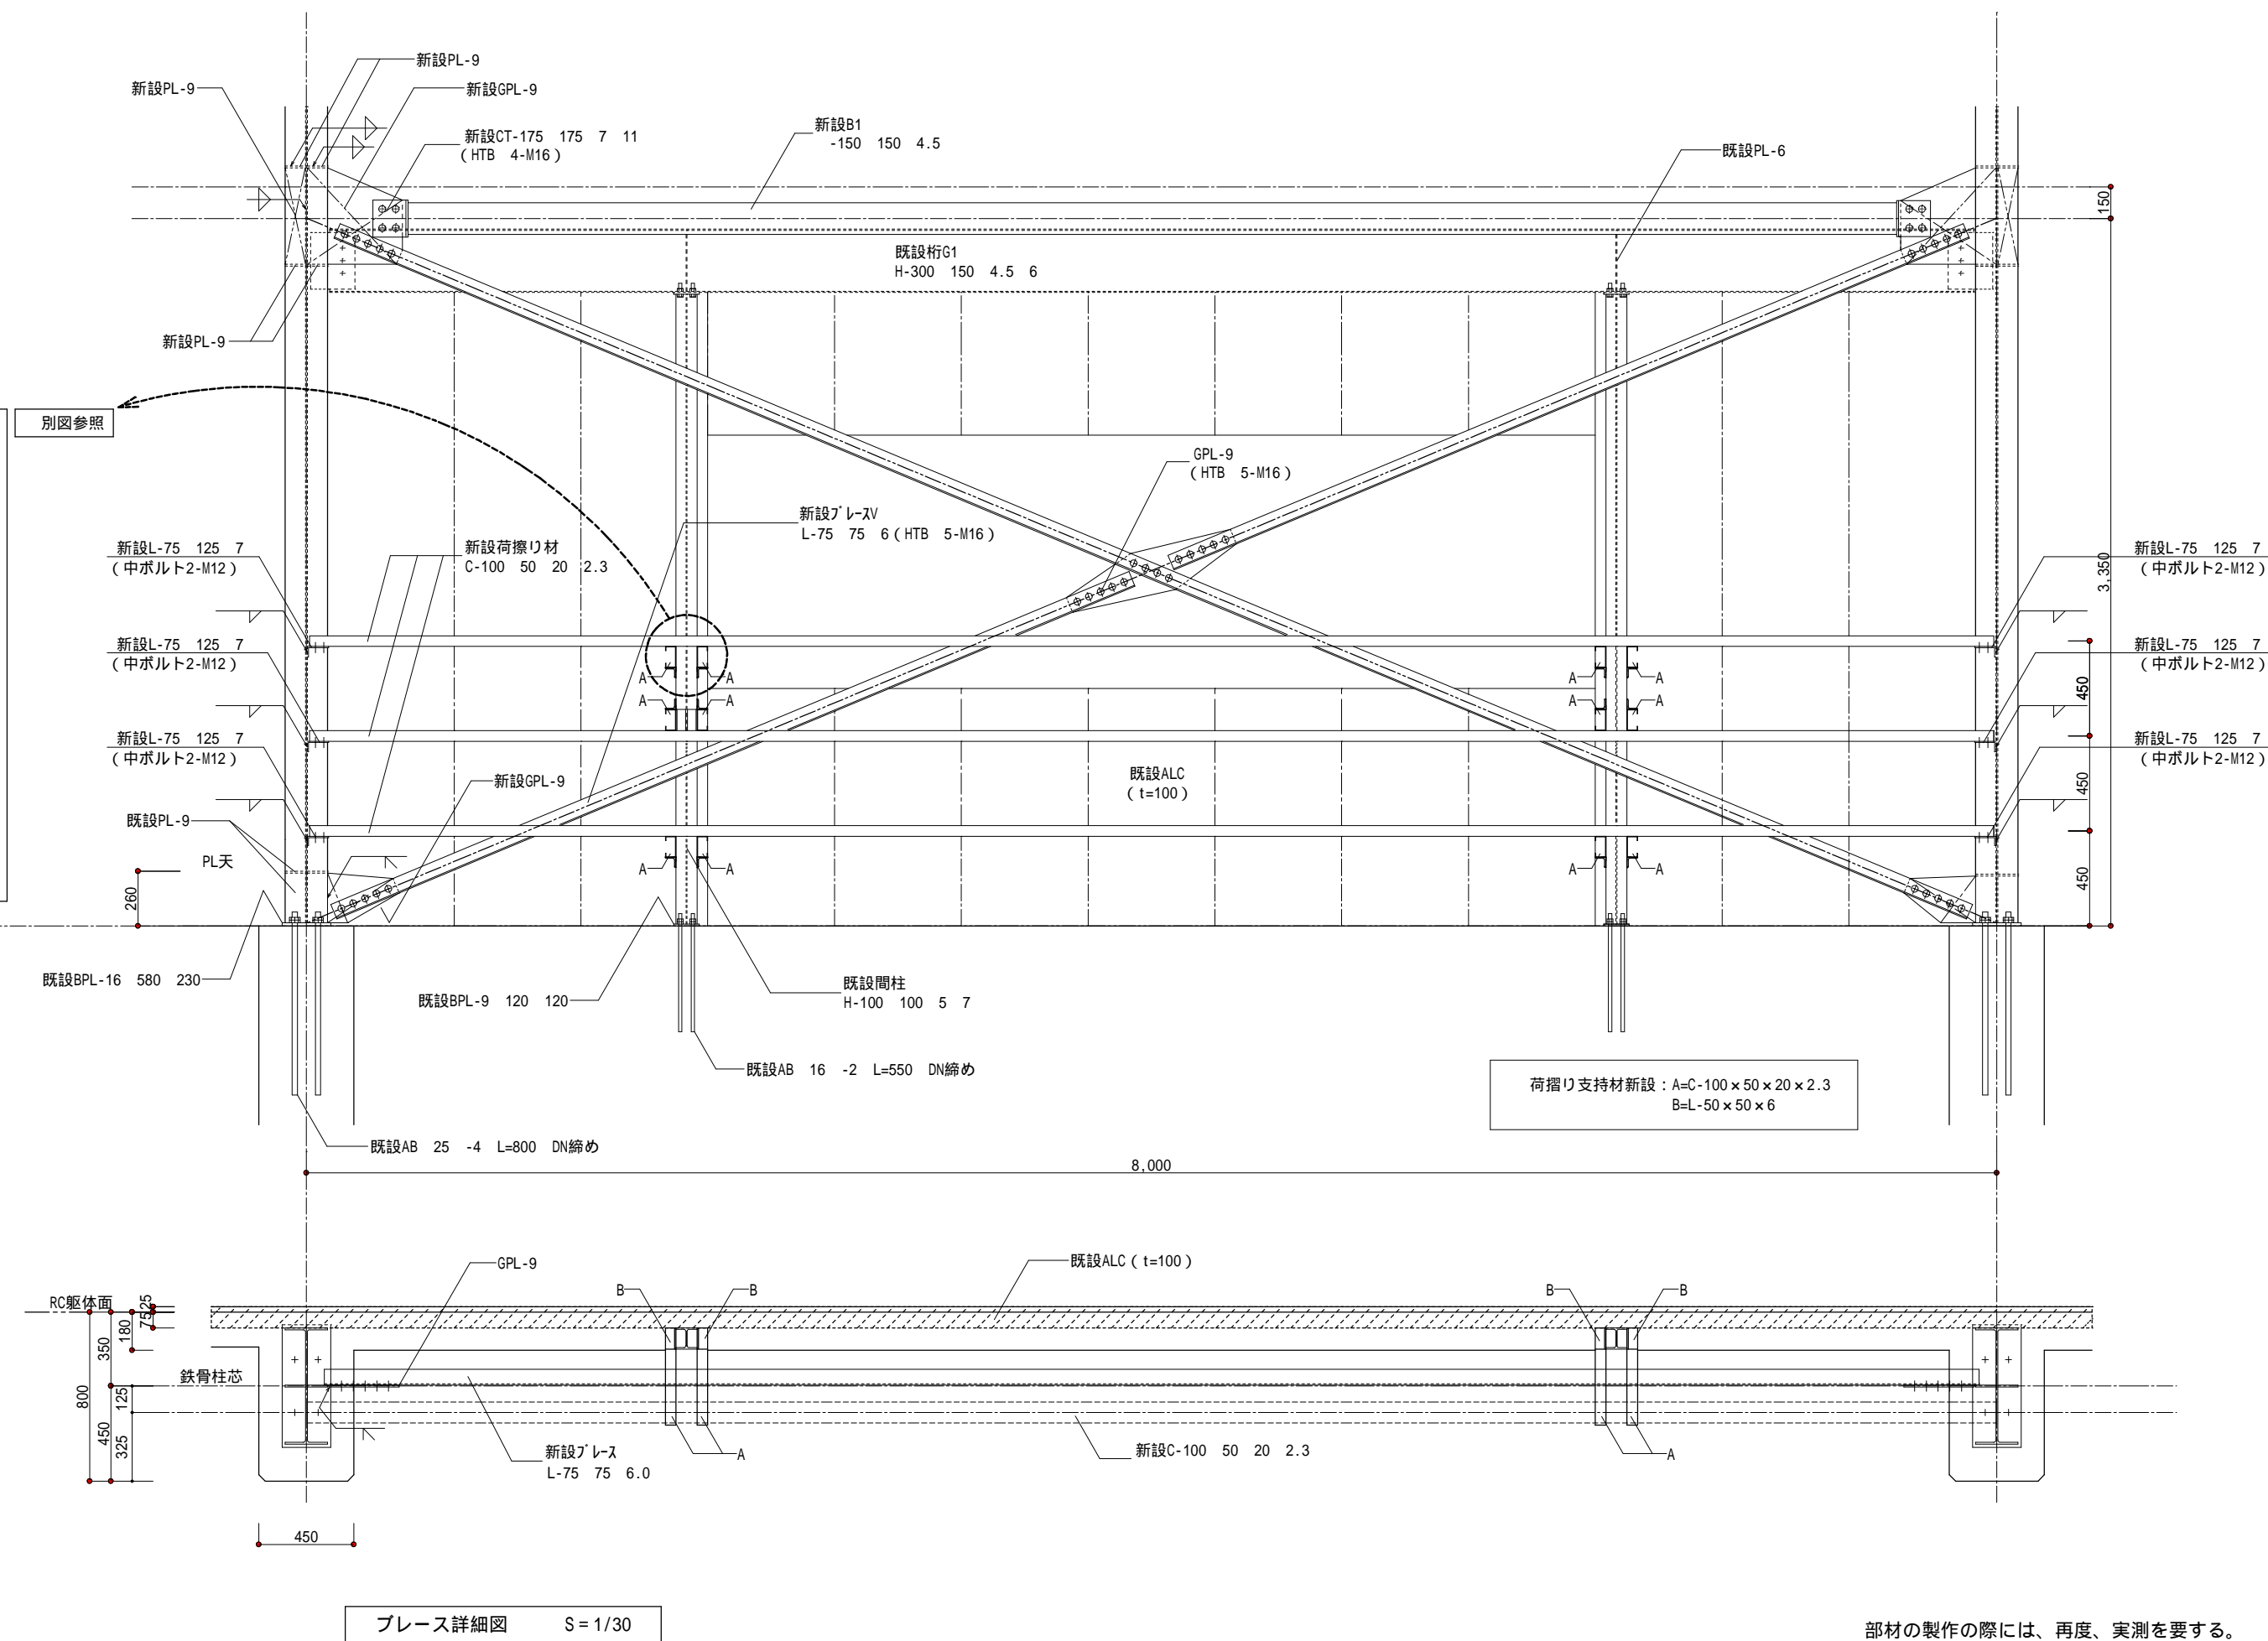 新設PL-9
新設PL-9
新設GPL-9
新設CT-175 175 7 11
(HTB 4-M16)
新設B1
-150 150 4.5
既設PL-6
150
既設桁G1
H-300 150 4.5 6
新設PL-9
別図参照
GPL-9
(HTB 5-M16)
新設ブレースV
L-75 75 6(HTB 5-M16)
新設荷擦り材
C-100 50 20 2.3
新設L-75 125 7
(中ボルト2-M12)
新設L-75 125 7
(中ボルト2-M12)
新設L-75 125 7
(中ボルト2-M12)
新設L-75 125 7
(中ボルト2-M12)
新設L-75 125 7
(中ボルト2-M12)
新設L-75 125 7
(中ボルト2-M12)
3,350
450
450
450
A A A A
A A A A
A A A A
新設GPL-9
既設ALC
(t=100)
既設PL-9
PL天
260
既設BPL-16 580 230
既設BPL-9 120 120
既設間柱
H-100 100 5 7
既設AB 16 -2 L=550 DN締め
荷摺り支持材新設:A=C-100×50×20×2.3
B=L-50×50×6
既設AB 25 -4 L=800 DN締め
8,000
GPL-9
既設ALC(t=100)
RC躯体面
B B B B
25
75
180
350
鉄骨柱芯
800
125
450
325
新設ブレース
L-75 75 6.0
A
新設C-100 50 20 2.3
A
450
ブレース詳細図 S=1/30
部材の製作の際には、再度、実測を要する。